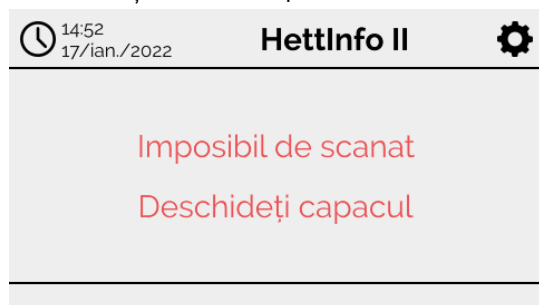 14:52
17/ian./2022
HettInfo II
Imposibil de scanat
Deschideți capacul